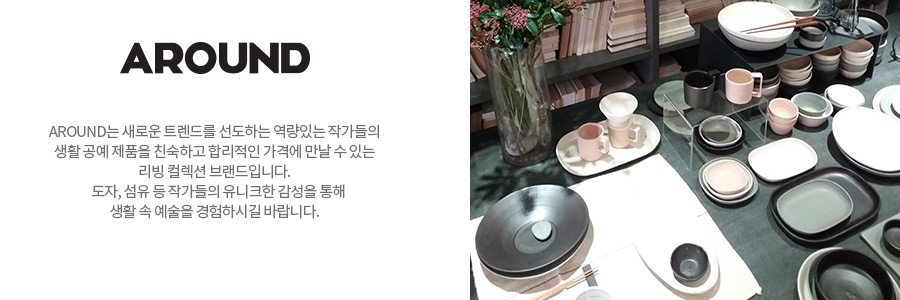 AROUND
AROUND는 새로운 트렌드를 선도하는 역량있는 작가들의
생활 공예 제품을 친숙하고 합리적인 가격에 만날 수 있는
리빙 컬렉션 브랜드입니다.
도자, 섬유 등 작가들의 유니크한 감성을 통해
생활 속 예술을 경험하시길 바랍니다.